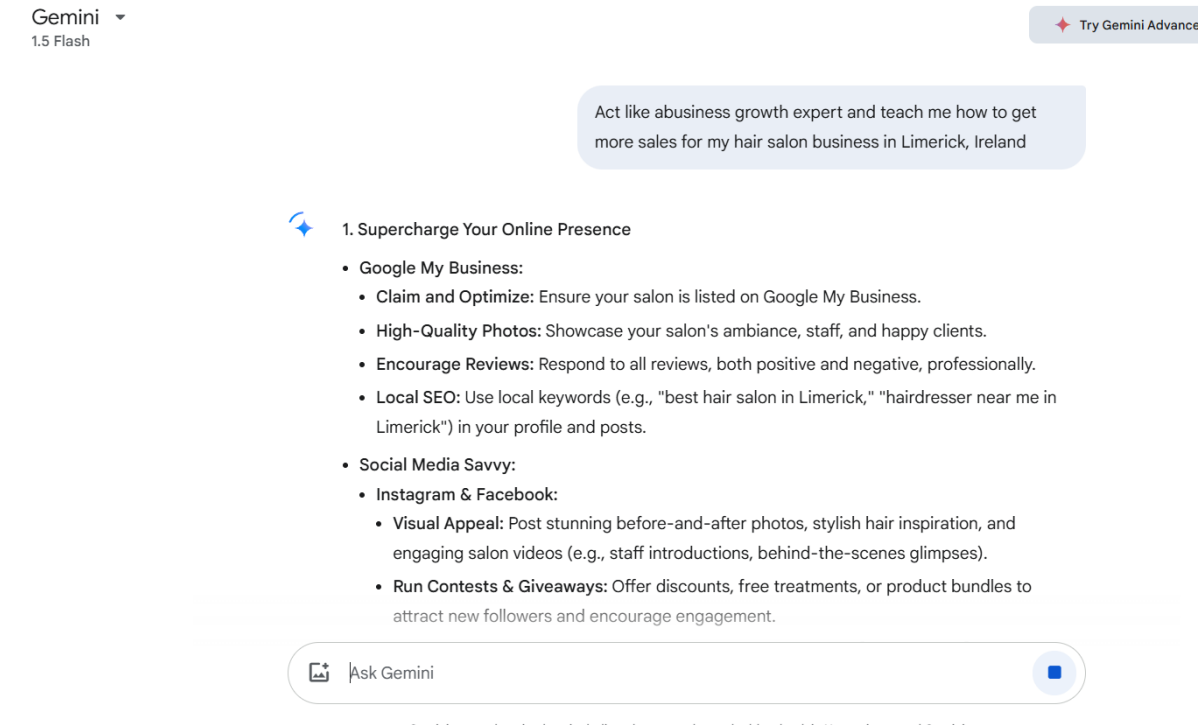 Gemini
1.5 Flash
Try Gemini Advance
Act like abusiness growth expert and teach me how to get
more sales for my hair salon business in Limerick, Ireland
1. Supercharge Your Online Presence
• Google My Business:
• Claim and Optimize: Ensure your salon is listed on Google My Business.
• High-Quality Photos: Showcase your salon's ambiance, staff, and happy clients.
• Encourage Reviews: Respond to all reviews, both positive and negative, professionally.
• Local SEO: Use local keywords (e.g., "best hair salon in Limerick," "hairdresser near me in
Limerick") in your profile and posts.
• Social Media Savvy:
• Instagram & Facebook:
• Visual Appeal: Post stunning before-and-after photos, stylish hair inspiration, and
engaging salon videos (e.g., staff introductions, behind-the-scenes glimpses).
• Run Contests & Giveaways: Offer discounts, free treatments, or product bundles to
attract new followers and encourage engagement.
Ask Gemini